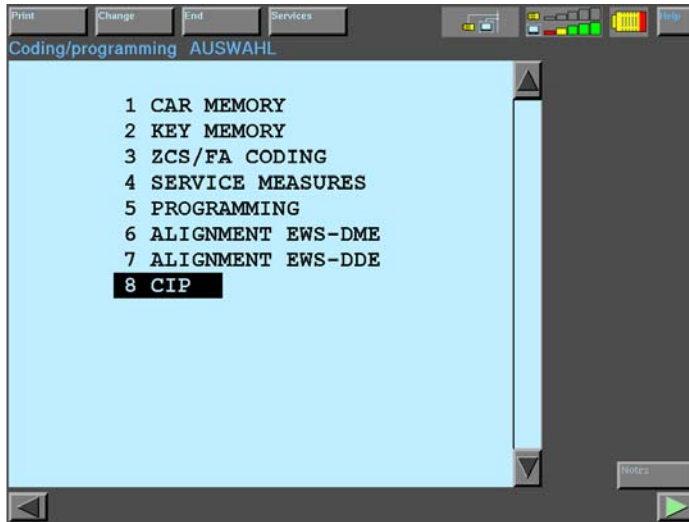 Print Change End Services Help
Coding/programming AUSWAHL
1 CAR MEMORY
2 KEY MEMORY
3 ZCS/FA CODING
4 SERVICE MEASURES
5 PROGRAMMING
6 ALIGNMENT EWS-DME
7 ALIGNMENT EWS-DDE
8 CIP
Notes